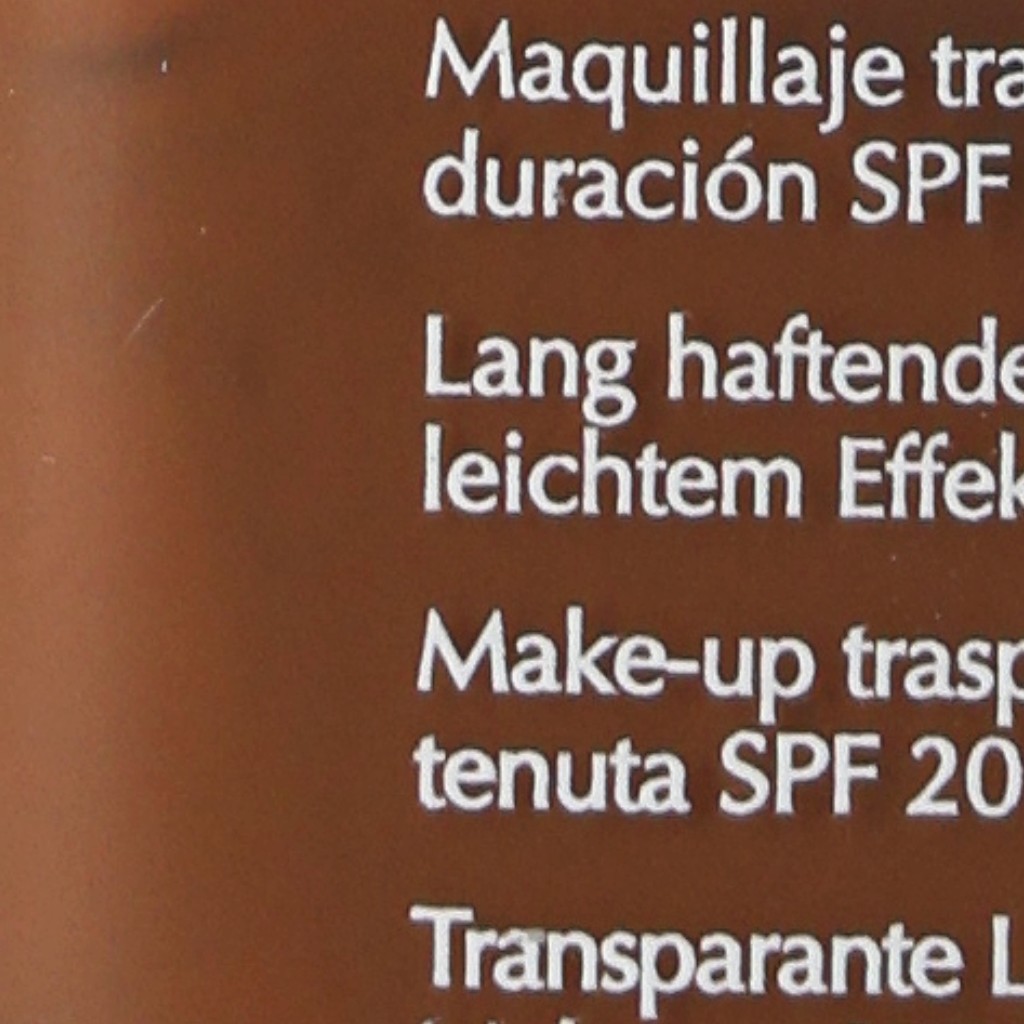 Maquillaje tra
duración SPF
Lang haftende
leichtem Effek
Make-up trasp
tenuta SPF 20
Transparante L